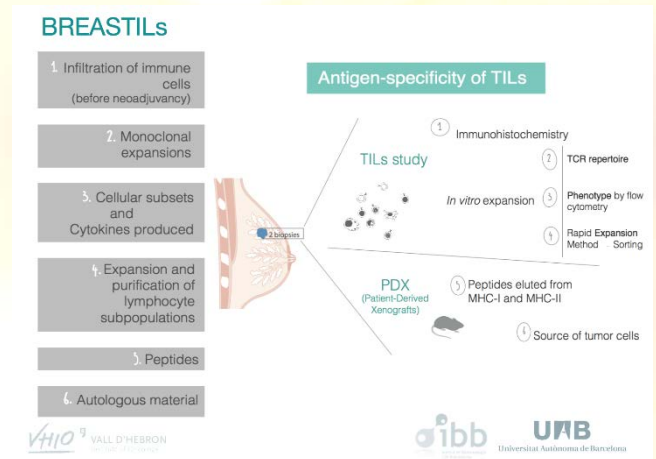 BREASTILs
1. Infiltration of immune
cells
(before neoadjuvancy)
2. Monoclonal
expansions
3. Cellular subsets
and
Cytokines produced
4. Expansion and
purification of
lymphocyte
subpopulations
5. Peptides
6. Autologous material
2 biopsies
Antigen-specificity of TILs
1 Immunohistochemistry
TILs study
2 TCR repertoire
In vitro expansion
3 Phenotype by flow
cytometry
4 Rapid Expansion
Method Sorting
PDX
(Patient-Derived
Xenografts)
5 Peptides eluted from
MHC-I and MHC-II
6 Source of tumor cells
VHIO
VALL D'HEBRON
ibb
UAB
Universitat Autònoma de Barcelona